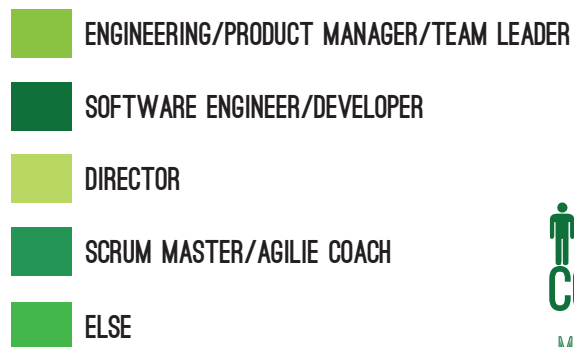 ENGINEERING/PRODUCT MANAGER/TEAM LEADER
SOFTWARE ENGINEER/DEVELOPER
DIRECTOR
SCRUM MASTER/AGILIE COACH
ELSE